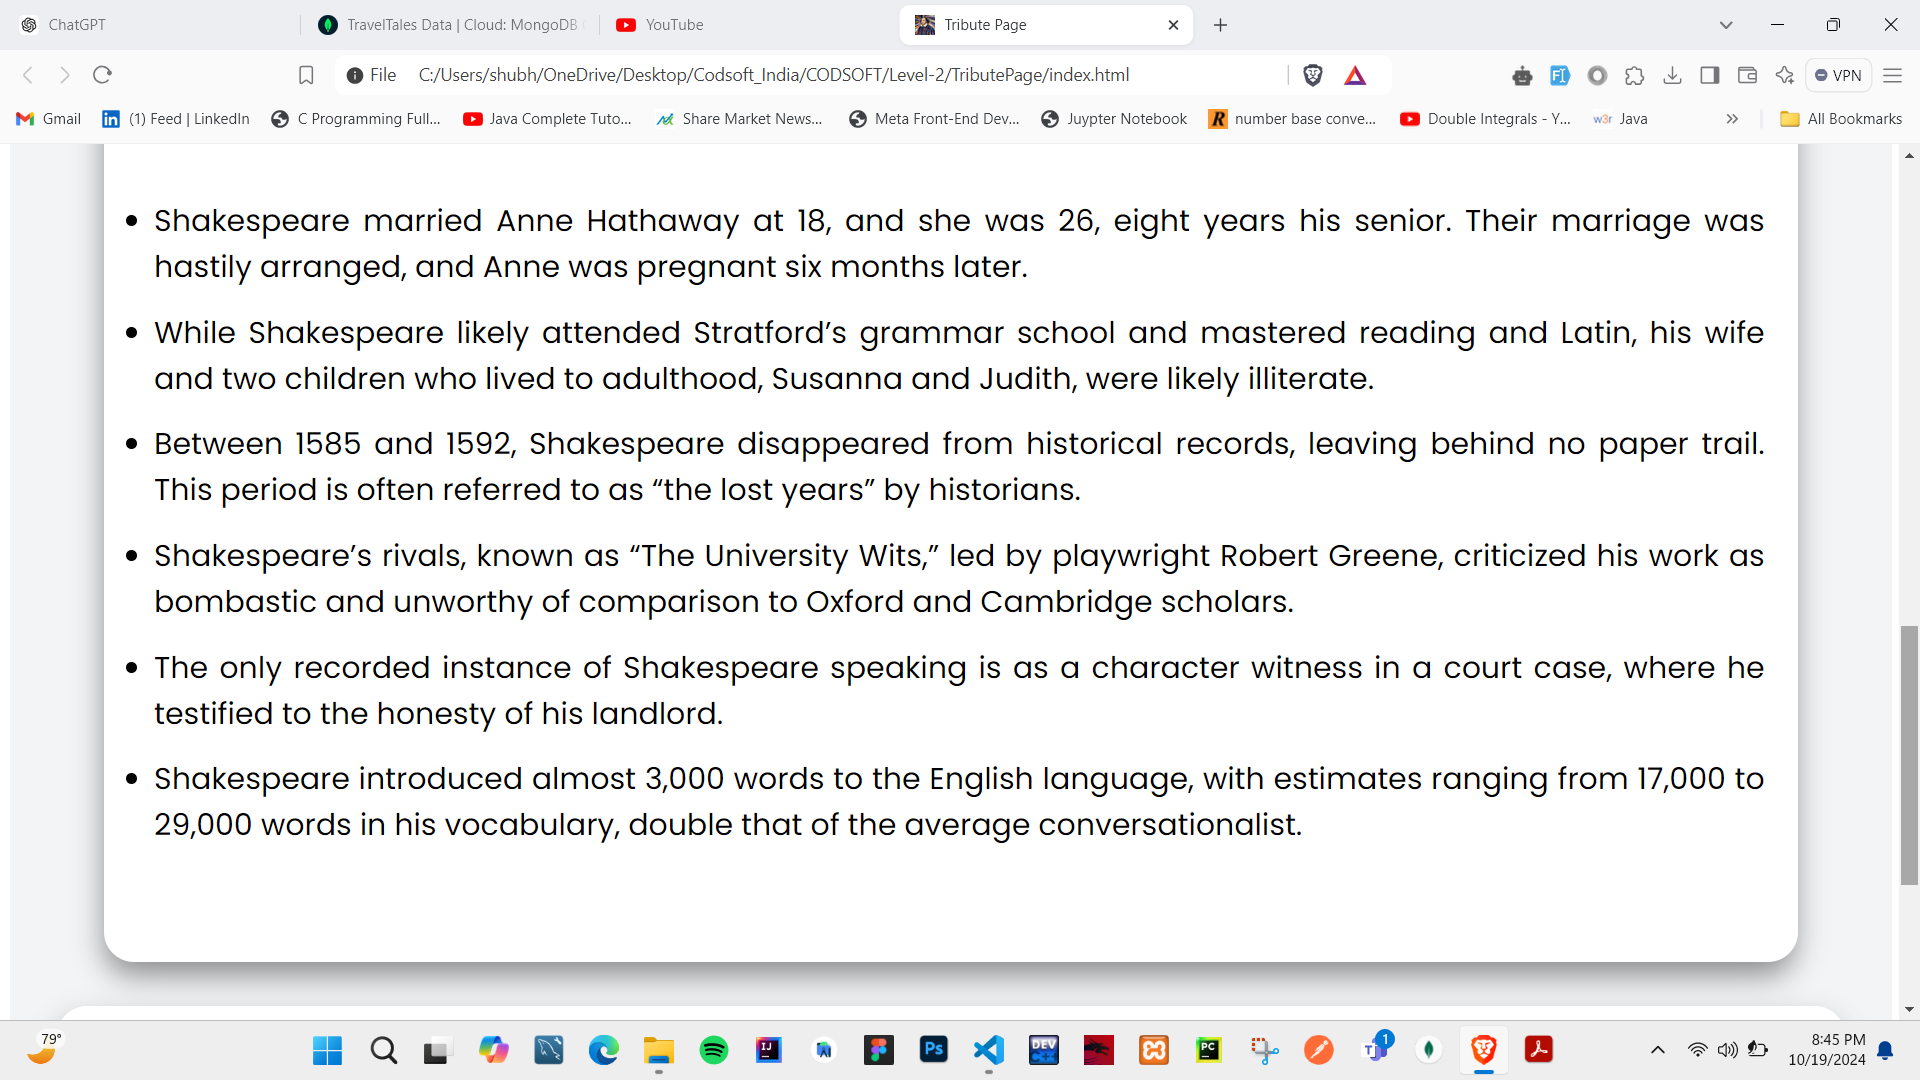 ChatGPT
TravelTales Data | Cloud: MongoDB
YouTube
Tribute Page
File C:/Users/shubh/OneDrive/Desktop/Codsoft_India/CODSOFT/Level-2/TributePage/index.html
VPN
Gmail
(1) Feed | LinkedIn
C Programming Full...
Java Complete Tuto...
Share Market News...
Meta Front-End Dev...
Juypter Notebook
number base conve...
Double Integrals - Y...
Java
All Bookmarks
• Shakespeare married Anne Hathaway at 18, and she was 26, eight years his senior. Their marriage was
hastily arranged, and Anne was pregnant six months later.
• While Shakespeare likely attended Stratford’s grammar school and mastered reading and Latin, his wife
and two children who lived to adulthood, Susanna and Judith, were likely illiterate.
• Between 1585 and 1592, Shakespeare disappeared from historical records, leaving behind no paper trail.
This period is often referred to as “the lost years” by historians.
• Shakespeare’s rivals, known as “The University Wits,” led by playwright Robert Greene, criticized his work as
bombastic and unworthy of comparison to Oxford and Cambridge scholars.
• The only recorded instance of Shakespeare speaking is as a character witness in a court case, where he
testified to the honesty of his landlord.
• Shakespeare introduced almost 3,000 words to the English language, with estimates ranging from 17,000 to
29,000 words in his vocabulary, double that of the average conversationalist.
79°
8:45 PM
10/19/2024